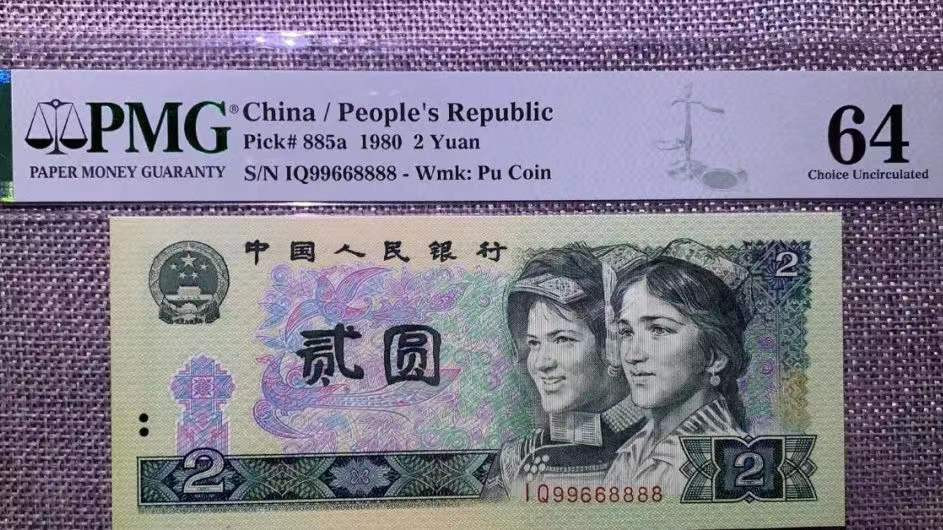 PMG® China / People's Republic
Pick# 885a 1980 2 Yuan
PAPER MONEY GUARANTY
S/N IQ99668888 - Wmk: Pu Coin
64
Choice Uncirculated
中国人民银行
2
贰圆
2
2
IQ99668888